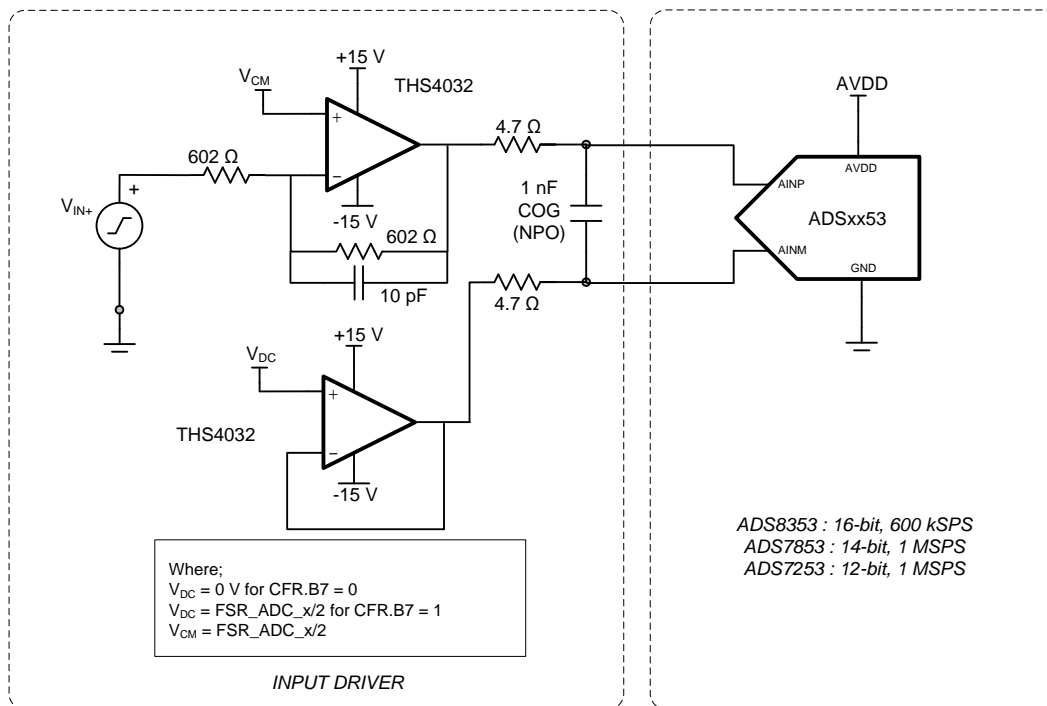 +15 V
V_CM
THS4032
+
−
-15 V
602 Ω
V_IN+
+
602 Ω
10 pF
4.7 Ω
1 nF
COG
(NPO)
4.7 Ω
+15 V
V_DC
THS4032
+
−
-15 V
Where;
V_DC = 0 V for CFR.B7 = 0
V_DC = FSR_ADC_x/2 for CFR.B7 = 1
V_CM = FSR_ADC_x/2
INPUT DRIVER
AVDD
AVDD
AINP
ADSxx53
AINM
GND
ADS8353 : 16-bit, 600 kSPS
ADS7853 : 14-bit, 1 MSPS
ADS7253 : 12-bit, 1 MSPS